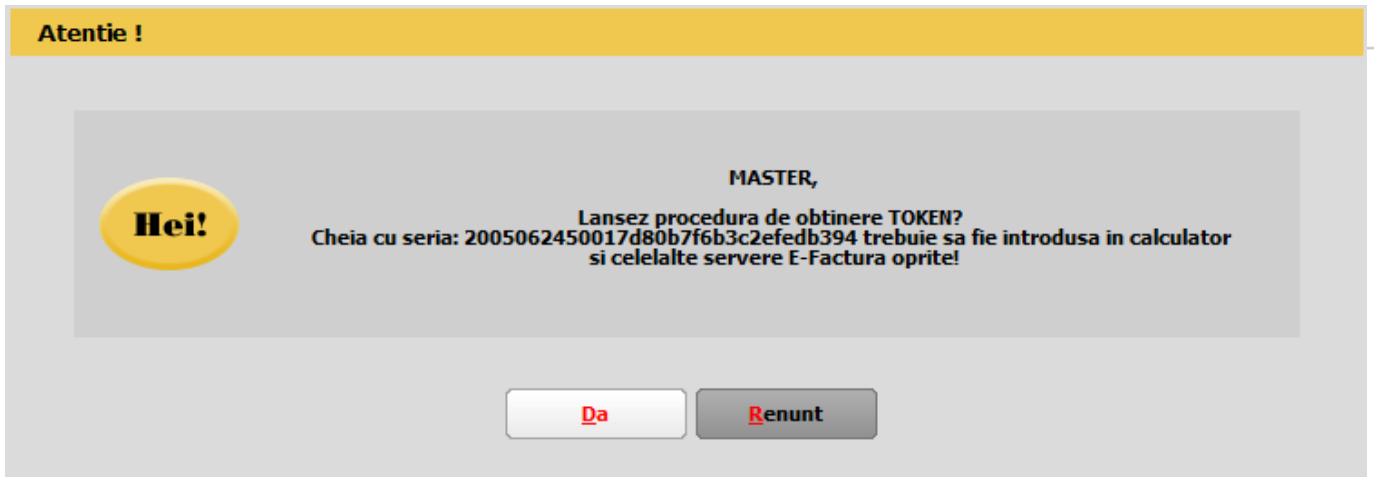 Atentie !
MASTER,
Hei!
Lansez procedura de obtinere TOKEN?
Cheia cu seria: 2005062450017d80b7f6b3c2efedb394 trebuie sa fie introdusa in calculator
si celelalte servere E-Factura oprite!
Da
Renunt